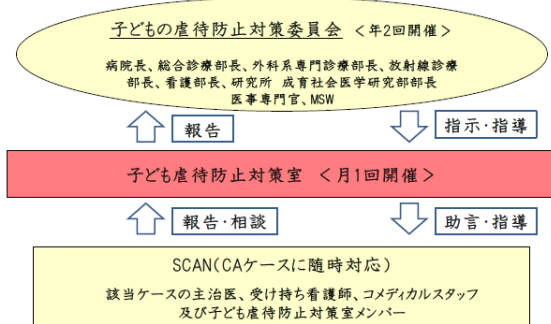 子どもの虐待防止対策委員会 <年2回開催>
病院長、総合診療部長、外科系専門診療部長、放射線診療
部長、看護部長、研究所 成育社会医学研究部部長
医事専門官、MSW
報告
指示・指導
子ども虐待防止対策室 <月1回開催>
報告・相談
助言・指導
SCAN(CAケースに随時対応)
該当ケースの主治医、受け持ち看護師、コメディカルスタッフ
及び子ども虐待防止対策室メンバー